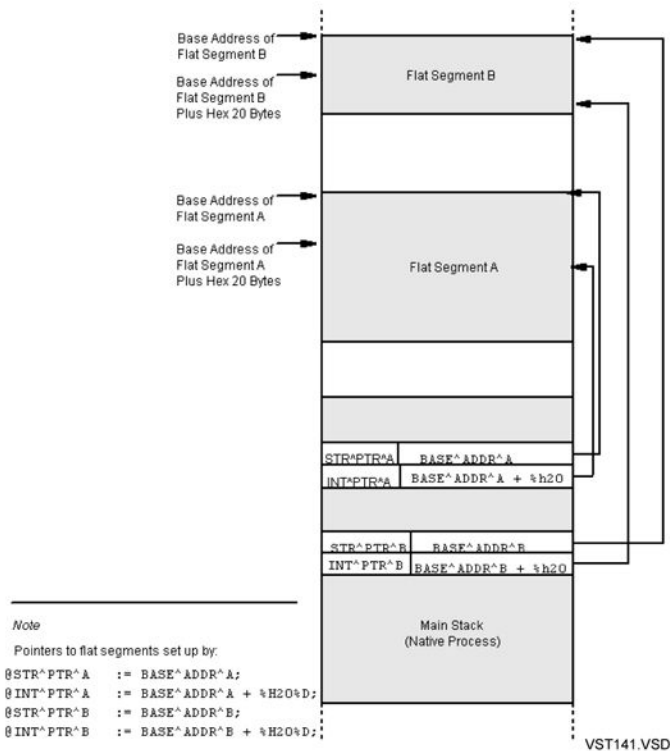 Base Address of
Flat Segment B
Flat Segment B
Base Address of
Flat Segment B
Plus Hex 20 Bytes
Base Address of
Flat Segment A
Base Address of
Flat Segment A
Plus Hex 20 Bytes
Flat Segment A
STR^PTR^A BASE^ADDR^A
INT^PTR^A BASE^ADDR^A + %h20
STR^PTR^B BASE^ADDR^B
INT^PTR^B BASE^ADDR^B + %h20
Main Stack
(Native Process)
Note
Pointers to flat segments set up by:
@STR^PTR^A := BASE^ADDR^A;
@INT^PTR^A := BASE^ADDR^A + %H20%D;
@STR^PTR^B := BASE^ADDR^B;
@INT^PTR^B := BASE^ADDR^B + %H20%D;
VST141.VSD